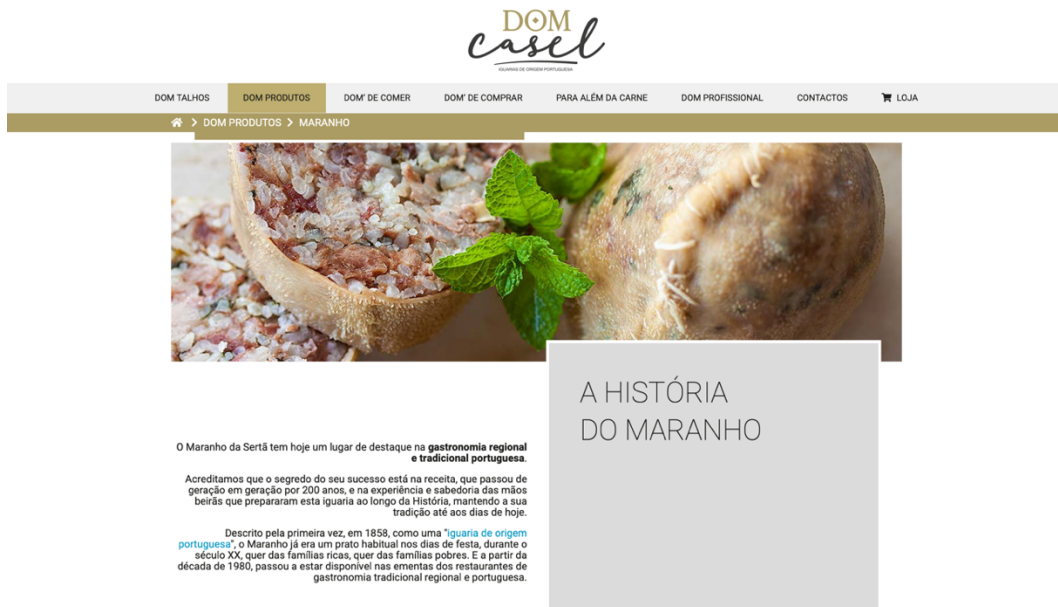 DOM
casel
IGUARIAS DE ORIGEM PORTUGUESA
DOM TALHOS DOM PRODUTOS DOM' DE COMER DOM' DE COMPRAR PARA ALÉM DA CARNE DOM PROFISSIONAL CONTACTOS LOJA
> DOM PRODUTOS > MARANHO
A HISTÓRIA
DO MARANHO
O Maranho da Sertã tem hoje um lugar de destaque na gastronomia regional
e tradicional portuguesa.
Acreditamos que o segredo do seu sucesso está na receita, que passou de
geração em geração por 200 anos, e na experiência e sabedoria das mãos
beirãs que prepararam esta iguaria ao longo da História, mantendo a sua
tradição até aos dias de hoje.
Descrito pela primeira vez, em 1858, como uma "iguaria de origem
portuguesa", o Maranho já era um prato habitual nos dias de festa, durante o
século XX, quer das famílias ricas, quer das famílias pobres. E a partir da
década de 1980, passou a estar disponível nas ementas dos restaurantes de
gastronomia tradicional regional e portuguesa.